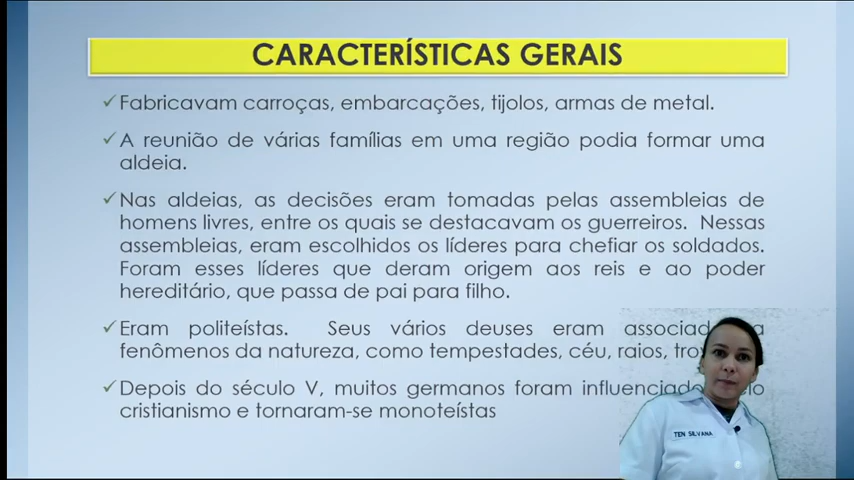 CARACTERÍSTICAS GERAIS
✓Fabricavam carroças, embarcações, tijolos, armas de metal.
✓A reunião de várias famílias em uma região podia formar uma
aldeia.
✓Nas aldeias, as decisões eram tomadas pelas assembleias de
homens livres, entre os quais se destacavam os guerreiros. Nessas
assembleias, eram escolhidos os líderes para chefiar os soldados.
Foram esses líderes que deram origem aos reis e ao poder
hereditário, que passa de pai para filho.
✓Eram politeístas. Seus vários deuses eram
fenômenos da natureza, como tempestades, céu, raios,
✓Depois do século V, muitos germanos foram
cristianismo e tornaram-se monoteístas
TEN SILVANA